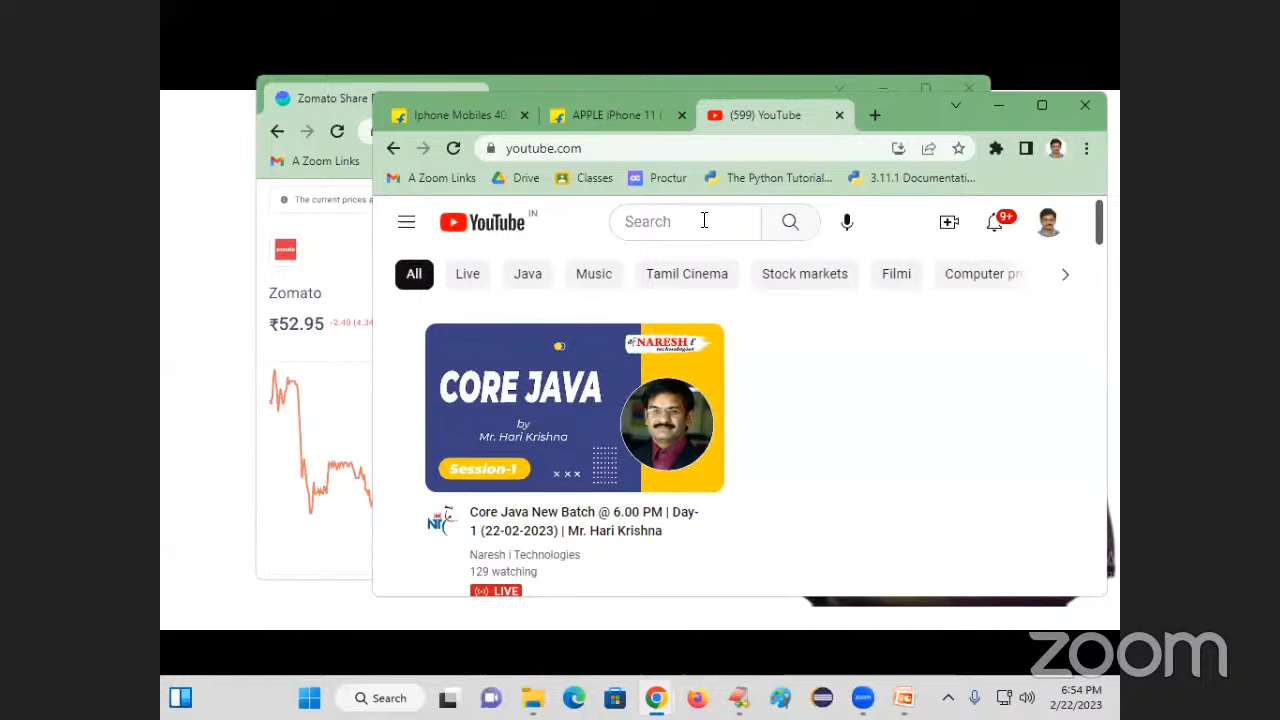 Zomato Share
A Zoom Links
The current prices a
zomato
Zomato
₹52.95 -2.40 (4.34
Iphone Mobiles 40
APPLE iPhone 11 (
(599) YouTube
youtube.com
A Zoom Links Drive Classes Proctur The Python Tutorial... 3.11.1 Documentati...
YouTube IN
Search
9+
All Live Java Music Tamil Cinema Stock markets Filmi Computer pr
NARESH i
technologies
CORE JAVA
by
Mr. Hari Krishna
Session-1
Core Java New Batch @ 6.00 PM | Day-
1 (22-02-2023) | Mr. Hari Krishna
Naresh i Technologies
129 watching
LIVE
zoom
Search
6:54 PM
2/22/2023